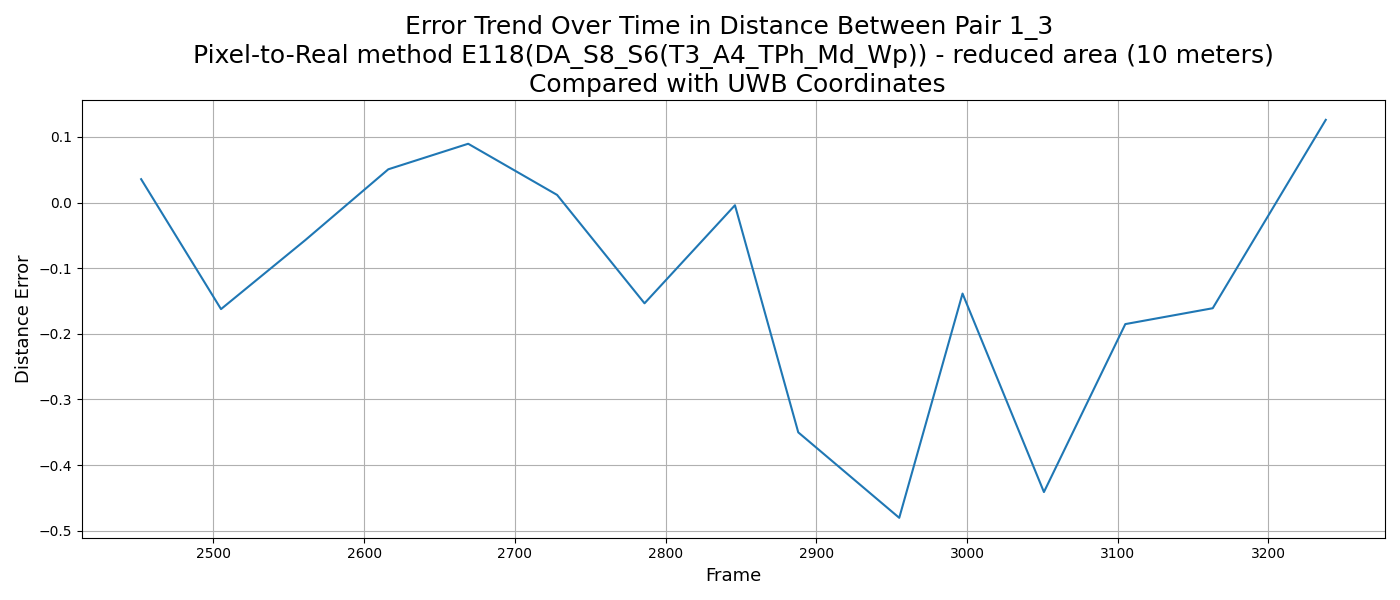 Error Trend Over Time in Distance Between Pair 1_3
Pixel-to-Real method E118(DA_S8_S6(T3_A4_TPh_Md_Wp)) - reduced area (10 meters)
Compared with UWB Coordinates
Distance Error
0.1
0.0
−0.1
−0.2
−0.3
−0.4
−0.5
2500 2600 2700 2800 2900 3000 3100 3200
Frame